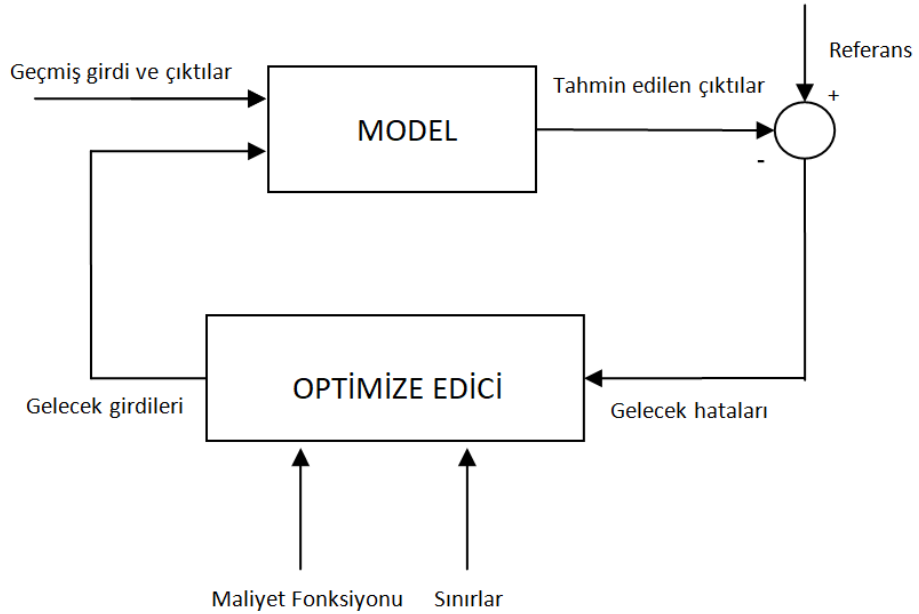 Referans
Geçmiş girdi ve çıktılar
Tahmin edilen çıktılar
+
MODEL
-
OPTİMİZE EDİCİ
Gelecek girdileri
Gelecek hataları
Maliyet Fonksiyonu
Sınırlar